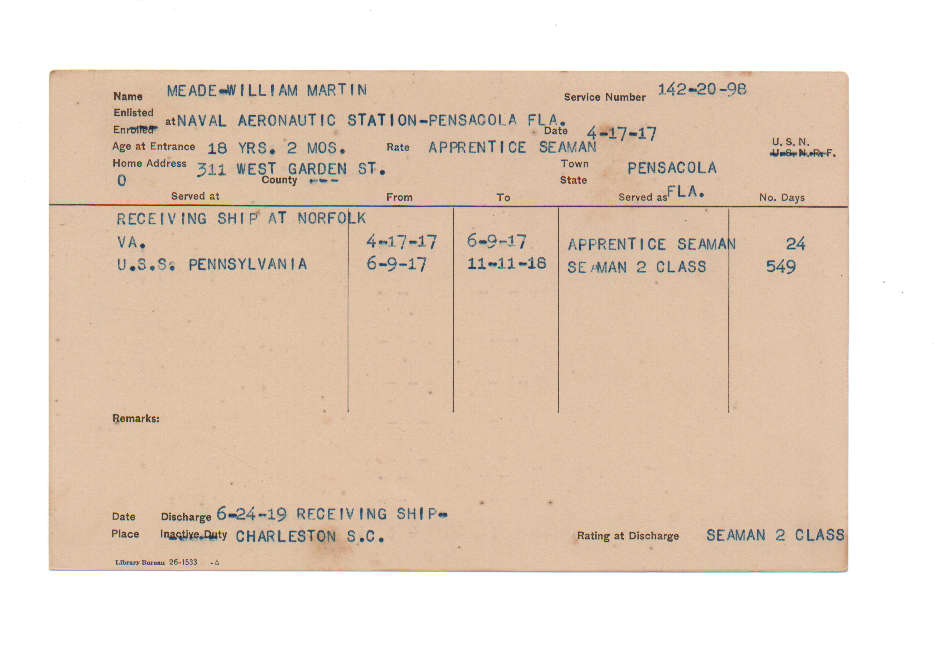 Name MEADE-WILLIAM MARTIN Service Number 142-20-98
Enlisted
Enrolled at NAVAL AERONAUTIC STATION-PENSACOLA FLA. Date 4-17-17
Age at Entrance 18 YRS. 2 MOS. Rate APPRENTICE SEAMAN U. S. N.
U. S. N. R. F.
Home Address 311 WEST GARDEN ST. Town PENSACOLA
O County --- State FLA.
Served at From To Served as No. Days
RECEIVING SHIP AT NORFOLK
VA. 4-17-17 6-9-17 APPRENTICE SEAMAN 24
U.S.S. PENNSYLVANIA 6-9-17 11-11-18 SEAMAN 2 CLASS 549
Remarks:
Date Discharge 6-24-19 RECEIVING SHIP-
Place Inactive Duty CHARLESTON S.C. Rating at Discharge SEAMAN 2 CLASS
Library Bureau 26-1533